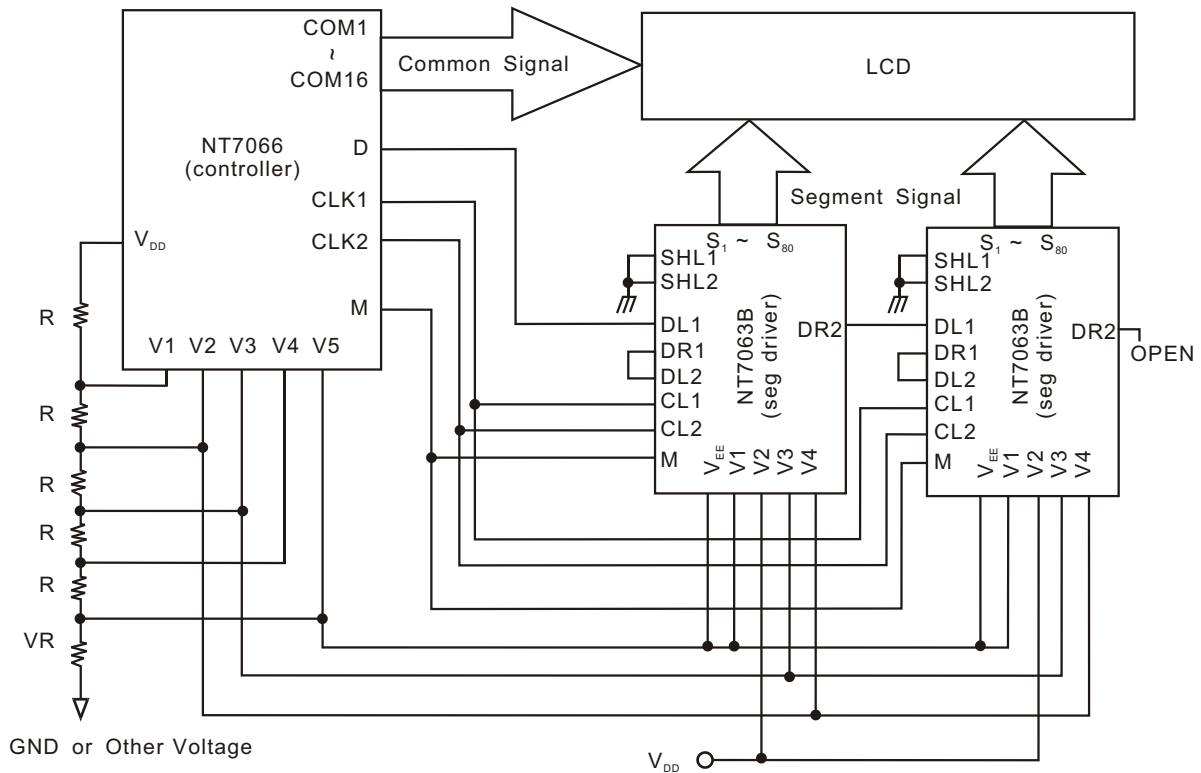 COM1
~
COM16
Common Signal
LCD
D
NT7066
(controller)
CLK1
CLK2
VDD
M
V1 V2 V3 V4 V5
R
R
R
R
R
VR
GND or Other Voltage
Segment Signal
S1 ~ S80
SHL1
SHL2
DL1
DR1
DL2
CL1
CL2
M
NT7063B
(seg driver)
DR2
VEE V1 V2 V3 V4
S1 ~ S80
SHL1
SHL2
DL1
DR1
DL2
CL1
CL2
M
NT7063B
(seg driver)
DR2
OPEN
VEE V1 V2 V3 V4
VDD